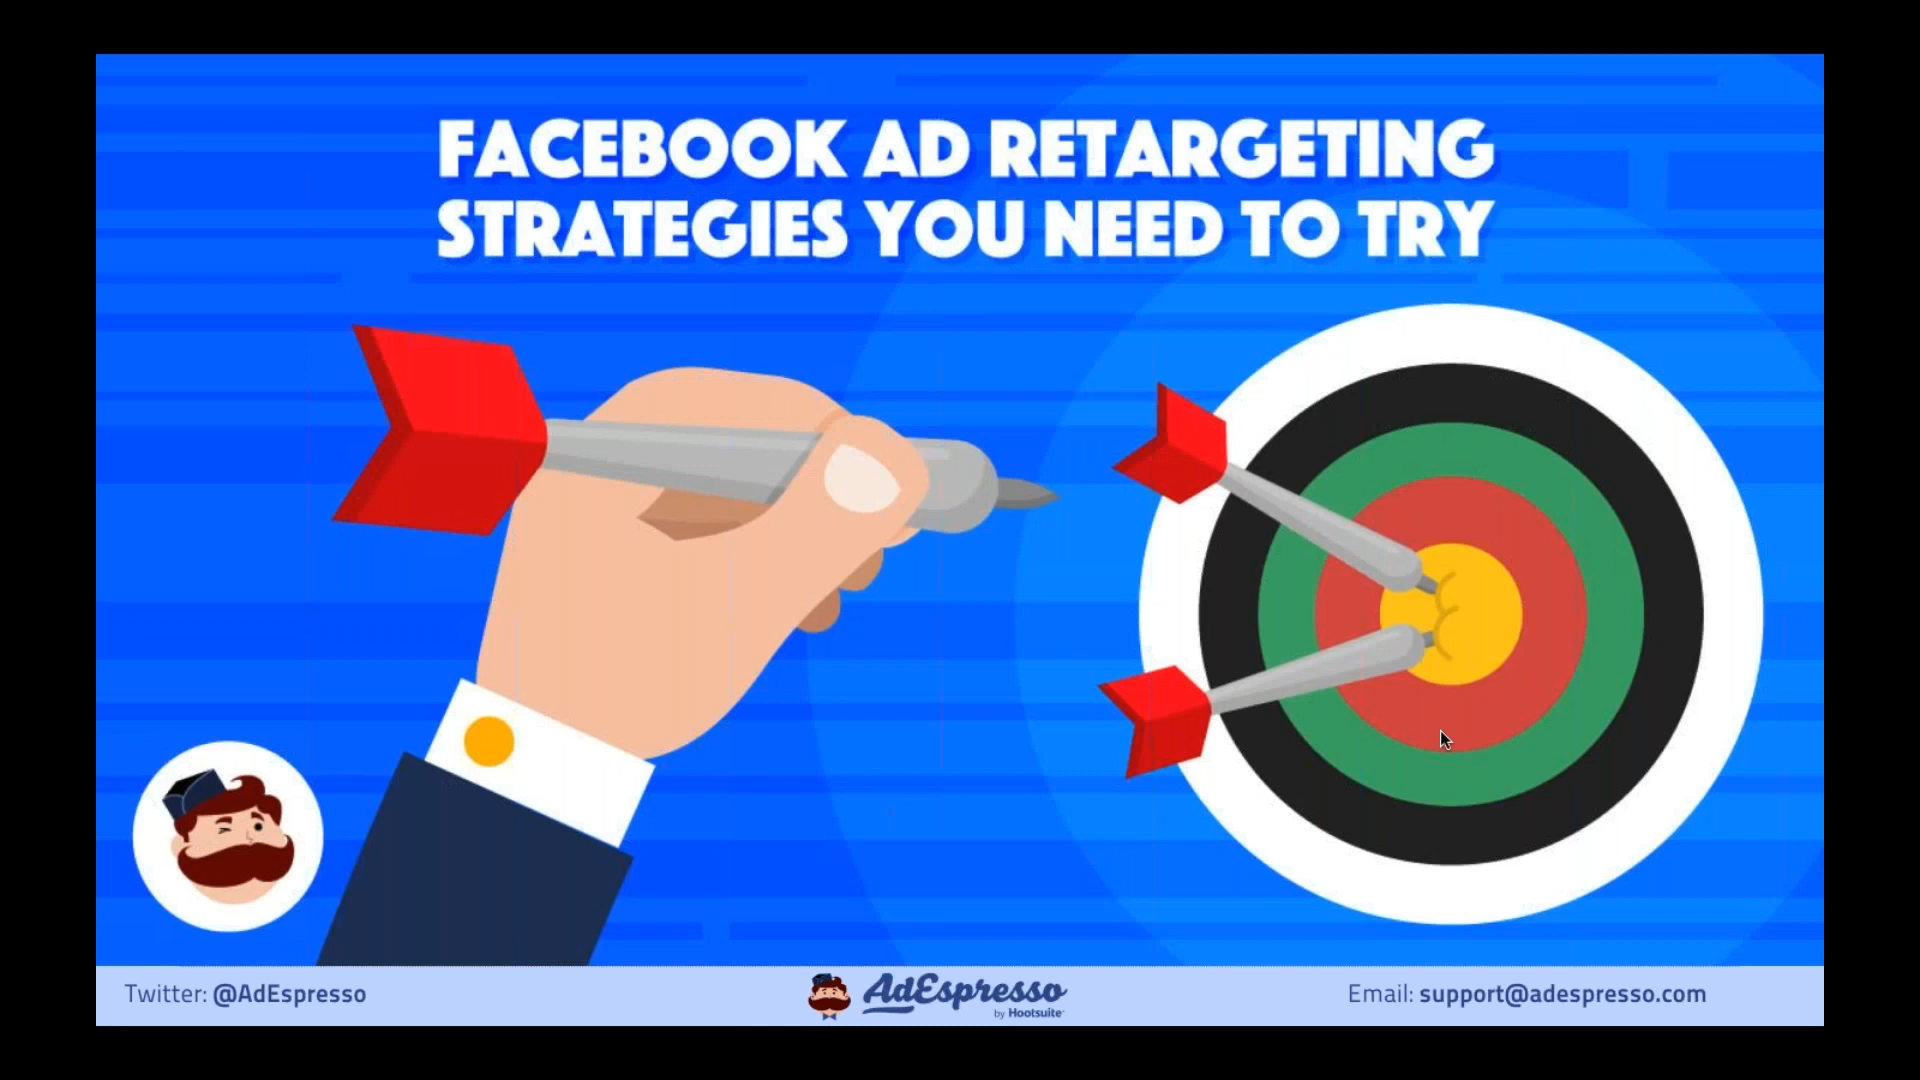 FACEBOOK AD RETARGETING
STRATEGIES YOU NEED TO TRY
Twitter: @AdEspresso
AdEspresso
by Hootsuite
Email: support@adespresso.com